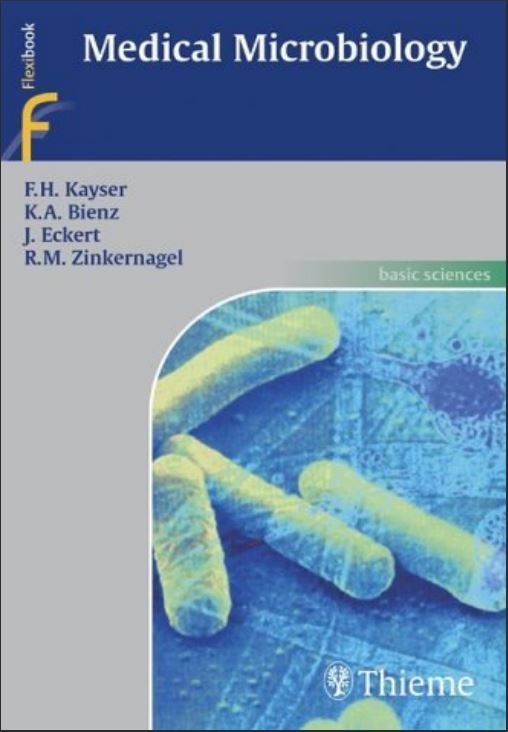 Flexibook
Medical Microbiology
F
F.H. Kayser
K.A. Bienz
J. Eckert
R.M. Zinkernagel
basic sciences
Thieme